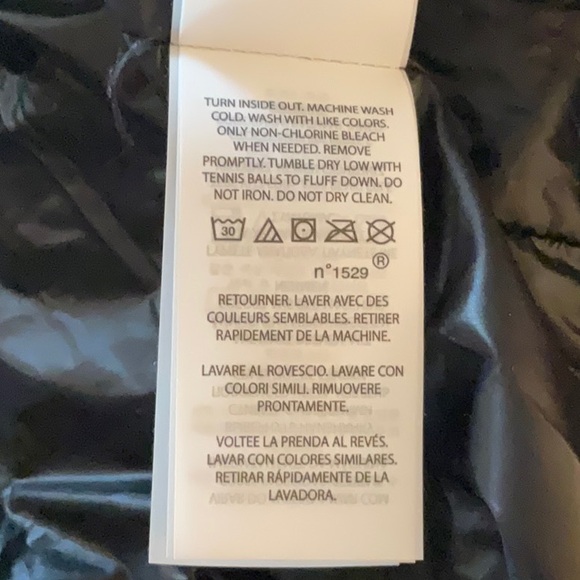 TURN INSIDE OUT. MACHINE WASH
COLD. WASH WITH LIKE COLORS.
ONLY NON-CHLORINE BLEACH
WHEN NEEDED. REMOVE
PROMPTLY. TUMBLE DRY LOW WITH
TENNIS BALLS TO FLUFF DOWN. DO
NOT IRON. DO NOT DRY CLEAN.
30
n°1529 ®
RETOURNER. LAVER AVEC DES
COULEURS SEMBLABLES. RETIRER
RAPIDEMENT DE LA MACHINE.
LAVARE AL ROVESCIO. LAVARE CON
COLORI SIMILI. RIMUOVERE
PRONTAMENTE.
VOLTEE LA PRENDA AL REVÉS.
LAVAR CON COLORES SIMILARES.
RETIRAR RÁPIDAMENTE DE LA
LAVADORA.